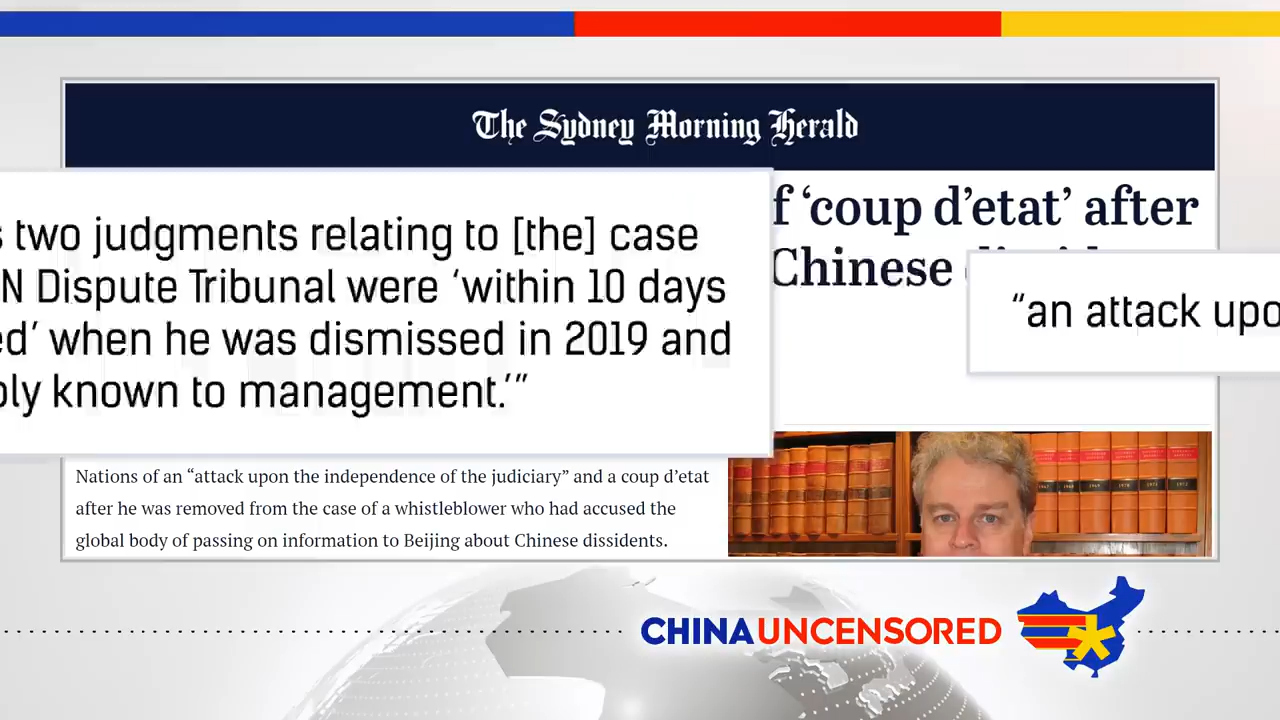 The Sydney Morning Herald
f ‘coup d’etat’ after
Chinese
s two judgments relating to [the] case
N Dispute Tribunal were ‘within 10 days
ed’ when he was dismissed in 2019 and
bly known to management.’”
“an attack upo
Nations of an “attack upon the independence of the judiciary” and a coup d’etat
after he was removed from the case of a whistleblower who had accused the
global body of passing on information to Beijing about Chinese dissidents.
CHINA UNCENSORED